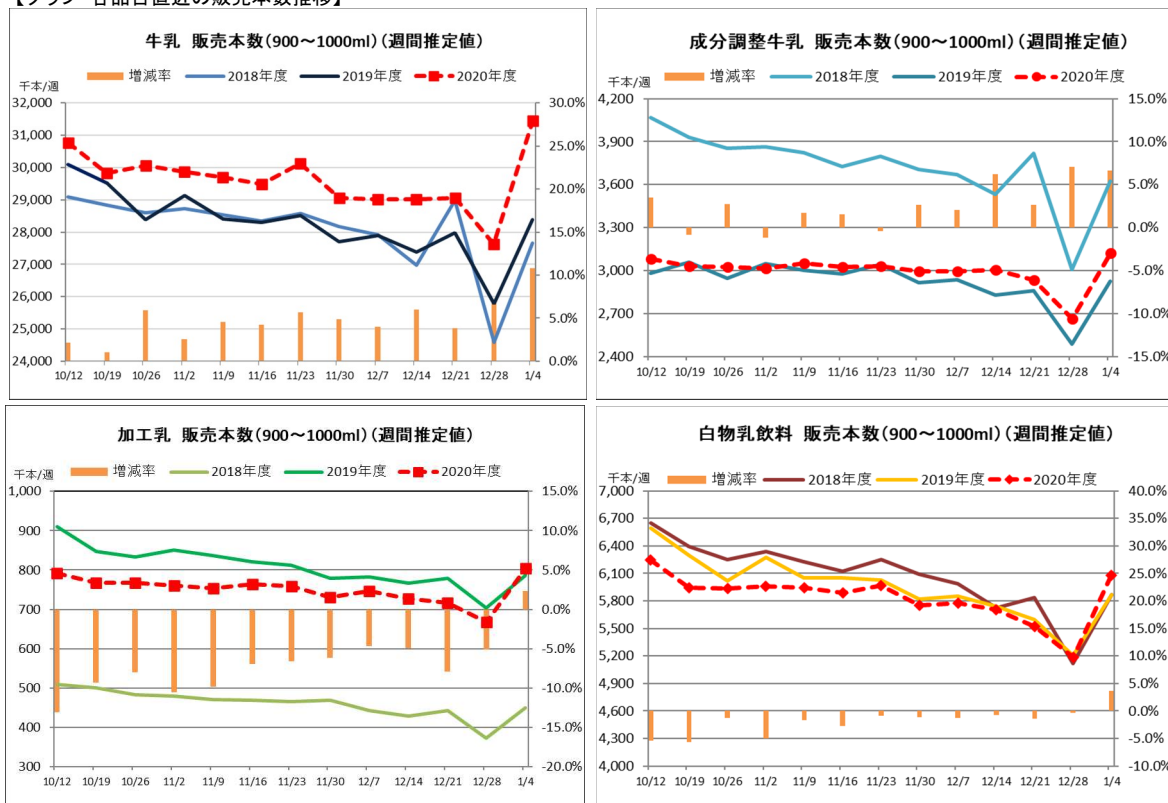 【グラフ 各品目直近の販売本数推移】
牛乳 販売本数(900～1000ml)(週間推定値)
増減率 2018年度 2019年度 2020年度
千本/週
32,000 30.0%
31,000 25.0%
30,000 20.0%
29,000 15.0%
28,000 10.0%
27,000 5.0%
26,000 0.0%
25,000
24,000
10/12 10/19 10/26 11/2 11/9 11/16 11/23 11/30 12/7 12/14 12/21 12/28 1/4
成分調整牛乳 販売本数(900～1000ml)(週間推定値)
増減率 2018年度 2019年度 2020年度
千本/週
4,200 15.0%
3,900 10.0%
3,600 5.0%
3,300 0.0%
3,000 -5.0%
2,700 -10.0%
2,400 -15.0%
10/12 10/19 10/26 11/2 11/9 11/16 11/23 11/30 12/7 12/14 12/21 12/28 1/4
加工乳 販売本数(900～1000ml)(週間推定値)
増減率 2018年度 2019年度 2020年度
千本/週
1,000 15.0%
900 10.0%
800 5.0%
700 0.0%
600 -5.0%
500 -10.0%
400 -15.0%
300 -20.0%
10/12 10/19 10/26 11/2 11/9 11/16 11/23 11/30 12/7 12/14 12/21 12/28 1/4
白物乳飲料 販売本数(900～1000ml)(週間推定値)
増減率 2018年度 2019年度 2020年度
千本/週
7,000 40.0%
6,700 35.0%
6,400 30.0%
6,100 25.0%
5,800 20.0%
5,500 15.0%
5,200 10.0%
4,900 5.0%
4,600 0.0%
4,300 -5.0%
4,000 -10.0%
10/12 10/19 10/26 11/2 11/9 11/16 11/23 11/30 12/7 12/14 12/21 12/28 1/4